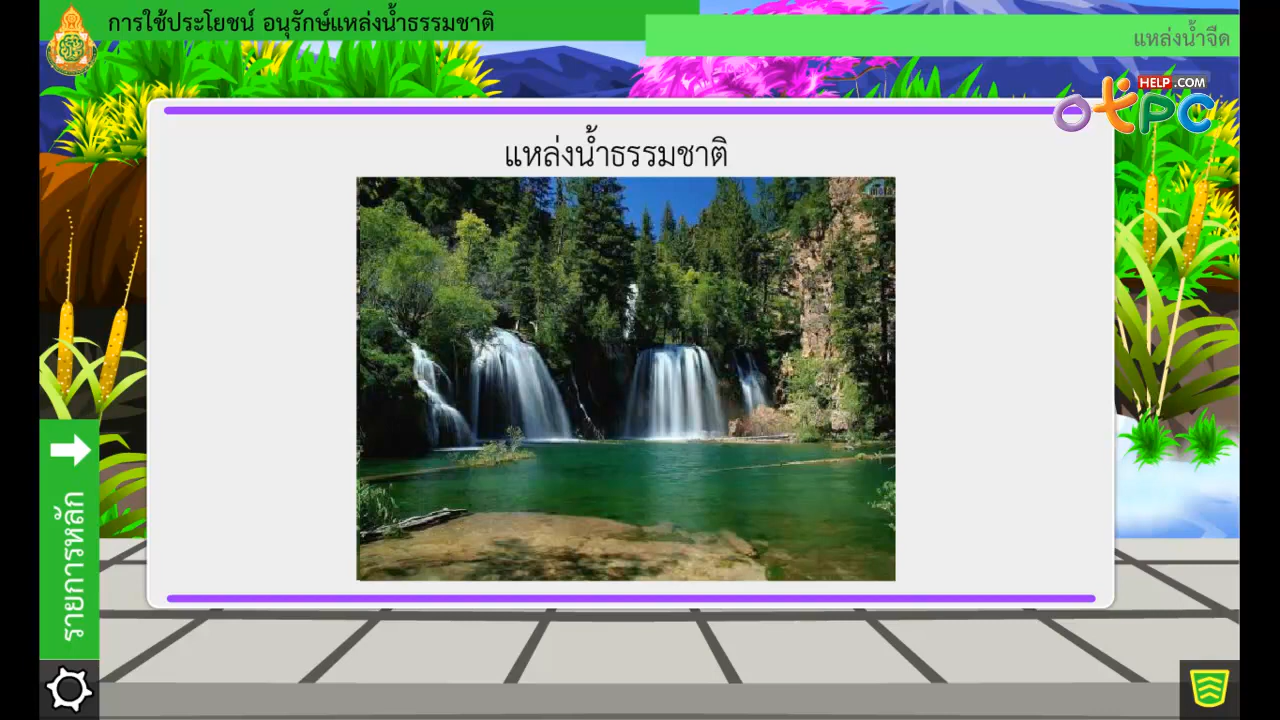 การใช้ประโยชน์ อนุรักษ์แหล่งน้ำธรรมชาติ
แหล่งน้ำจืด
HELP .COM
OTPC
แหล่งน้ำธรรมชาติ
รายการหลัก